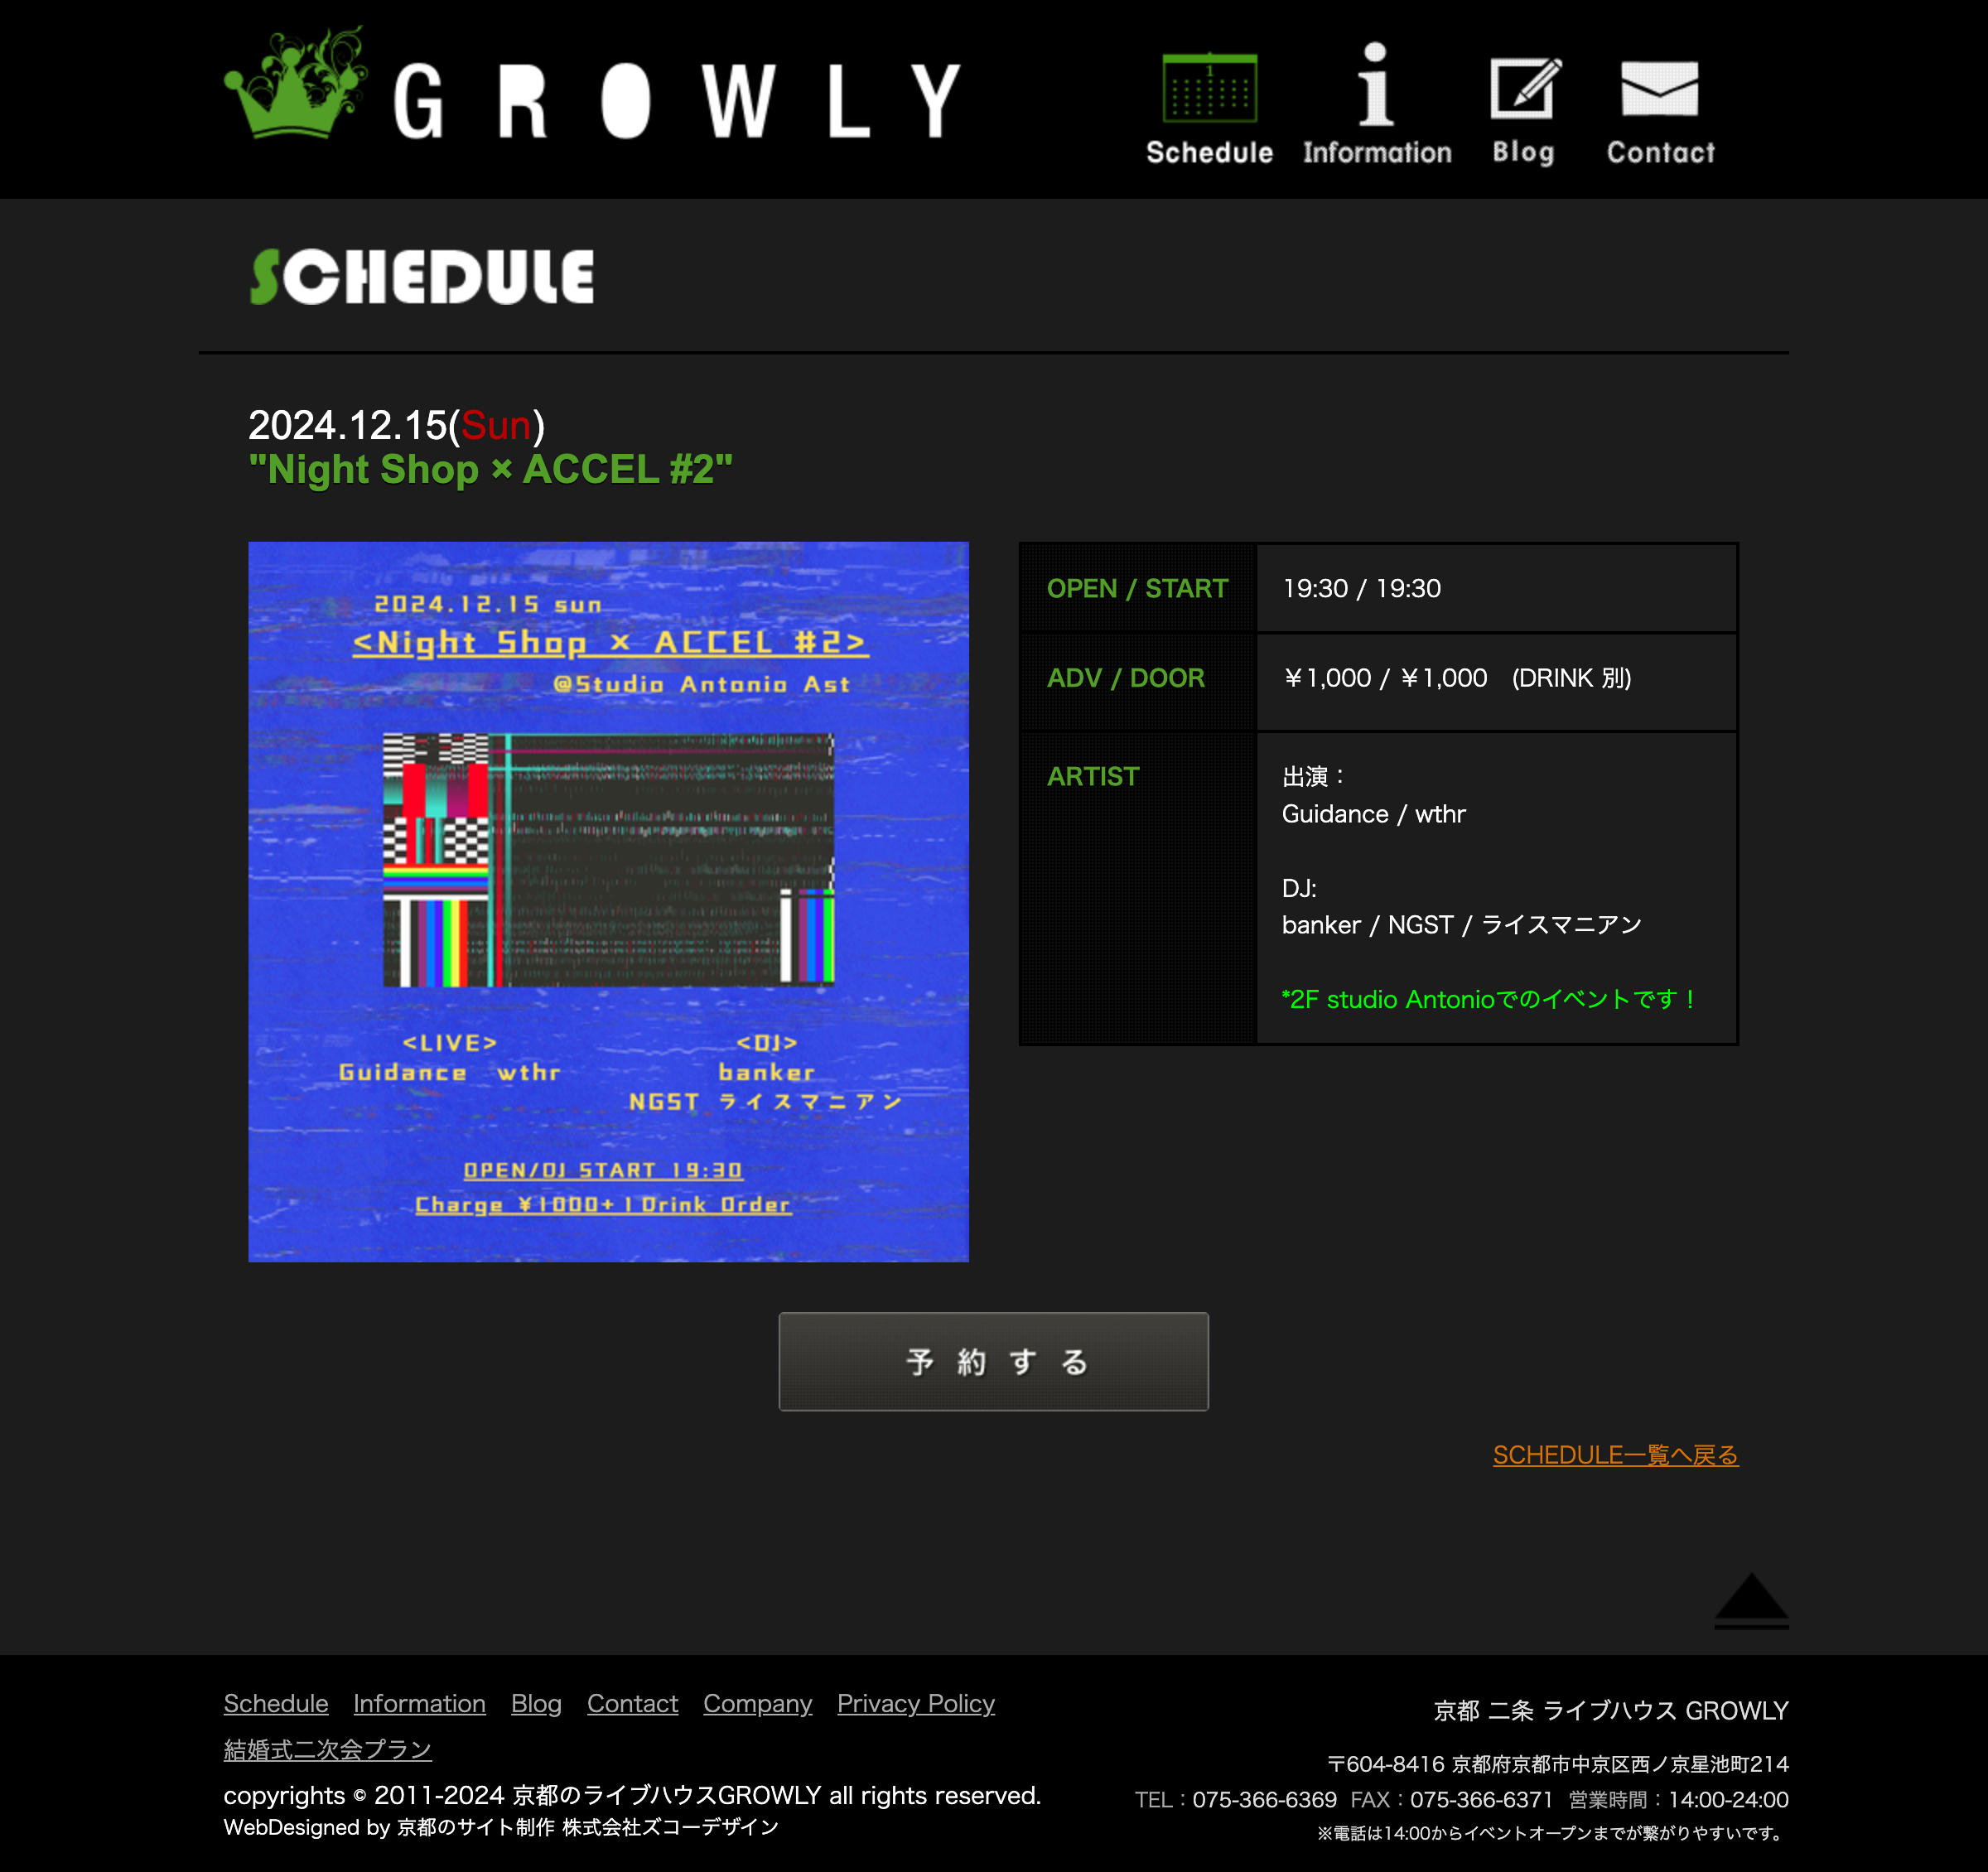 GROWLY
Schedule
Information
Blog
Contact
SCHEDULE
2024.12.15(Sun)
"Night Shop × ACCEL #2"
2024.12.15 sun
<Night Shop × ACCEL #2>
@Studio Antonio Ast
<LIVE>
Guidance wthr
<DJ>
banker
NGST ライスマニアン
OPEN/DJ START 19:30
Charge ¥1000+1Drink Order
OPEN / START
19:30 / 19:30
ADV / DOOR
￥1,000 / ￥1,000 (DRINK 別)
ARTIST
出演：
Guidance / wthr
DJ:
banker / NGST / ライスマニアン
*2F studio Antonioでのイベントです！
予約する
SCHEDULE一覧へ戻る
Schedule Information Blog Contact Company Privacy Policy
結婚式二次会プラン
copyrights © 2011-2024 京都のライブハウスGROWLY all rights reserved.
WebDesigned by 京都のサイト制作 株式会社ズコーデザイン
京都 二条 ライブハウス GROWLY
〒604-8416 京都府京都市中京区西ノ京星池町214
TEL：075-366-6369 FAX：075-366-6371 営業時間：14:00-24:00
※電話は14:00からイベントオープンまでが繋がりやすいです。